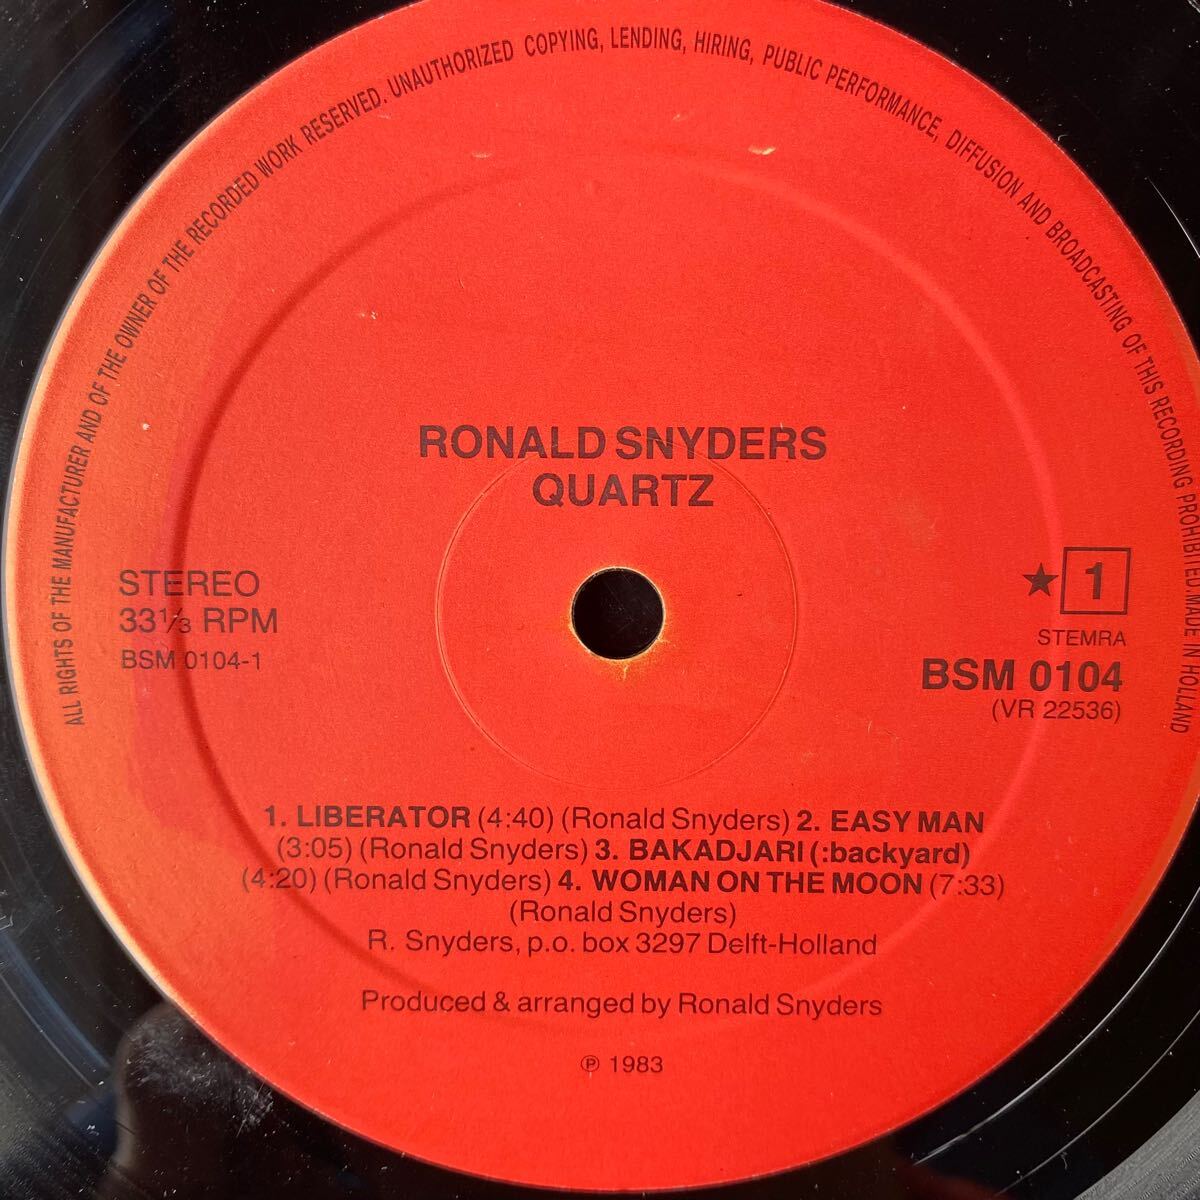 ALL RIGHTS OF THE MANUFACTURER AND OF THE OWNER OF THE RECORDED WORK RESERVED. UNAUTHORIZED COPYING, LENDING, HIRING, PUBLIC PERFORMANCE, DIFFUSION AND BROADCASTING OF THIS RECORDING PROHIBITED MADE IN HOLLAND
RONALD SNYDERS
QUARTZ
STEREO
33 1/3 RPM
BSM 0104-1
★ 1
STEMRA
BSM 0104
(VR 22536)
1. LIBERATOR (4:40) (Ronald Snyders) 2. EASY MAN
(3:05) (Ronald Snyders) 3. BAKADJARI (:backyard)
(4:20) (Ronald Snyders) 4. WOMAN ON THE MOON (7:33)
(Ronald Snyders)
R. Snyders, p.o. box 3297 Delft-Holland
Produced & arranged by Ronald Snyders
℗ 1983